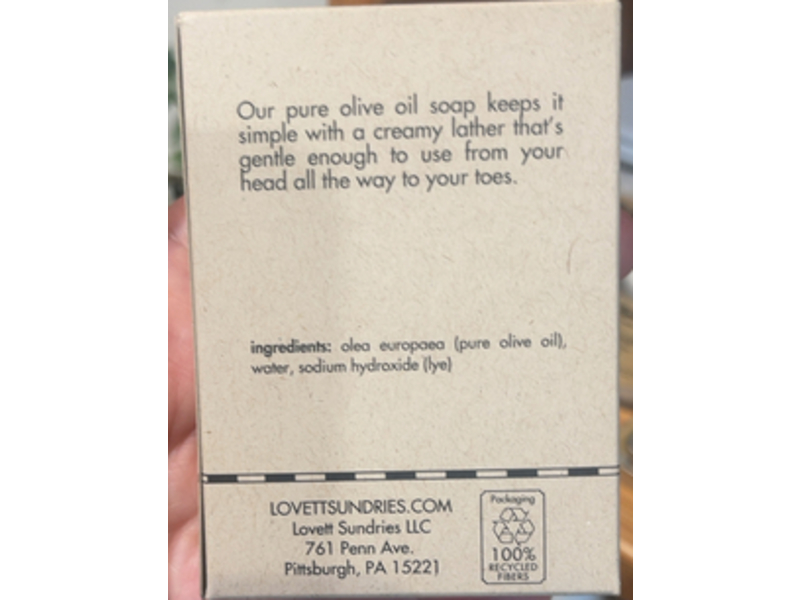 Our pure olive oil soap keeps it
simple with a creamy lather that's
gentle enough to use from your
head all the way to your toes.
ingredients: olea europaea (pure olive oil),
water, sodium hydroxide (lye)
LOVETTSUNDRIES.COM
Lovett Sundries LLC
761 Penn Ave.
Pittsburgh, PA 15221
Packaging
100%
RECYCLED
FIBERS